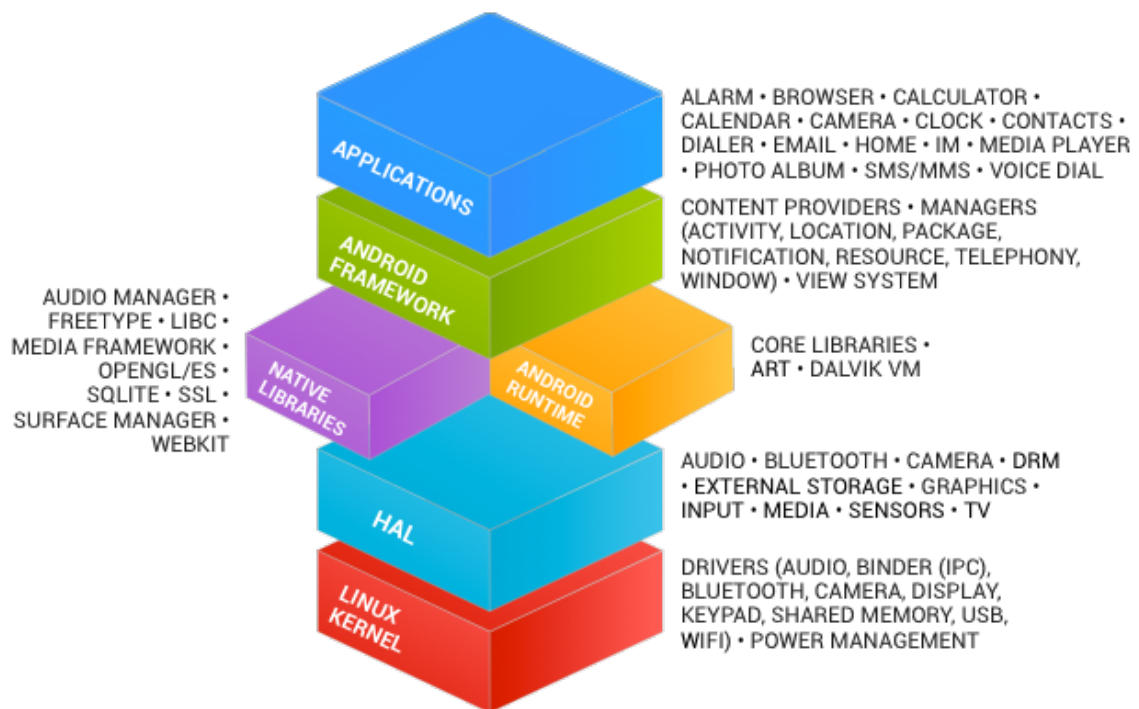 APPLICATIONS
ALARM • BROWSER • CALCULATOR •
CALENDAR • CAMERA • CLOCK • CONTACTS •
DIALER • EMAIL • HOME • IM • MEDIA PLAYER
• PHOTO ALBUM • SMS/MMS • VOICE DIAL
ANDROID
FRAMEWORK
CONTENT PROVIDERS • MANAGERS
(ACTIVITY, LOCATION, PACKAGE,
NOTIFICATION, RESOURCE, TELEPHONY,
WINDOW) • VIEW SYSTEM
AUDIO MANAGER •
FREETYPE • LIBC •
MEDIA FRAMEWORK •
OPENGL/ES •
SQLITE • SSL •
SURFACE MANAGER •
WEBKIT
NATIVE
LIBRARIES
ANDROID
RUNTIME
CORE LIBRARIES •
ART • DALVIK VM
HAL
AUDIO • BLUETOOTH • CAMERA • DRM
• EXTERNAL STORAGE • GRAPHICS •
INPUT • MEDIA • SENSORS • TV
LINUX
KERNEL
DRIVERS (AUDIO, BINDER (IPC),
BLUETOOTH, CAMERA, DISPLAY,
KEYPAD, SHARED MEMORY, USB,
WIFI) • POWER MANAGEMENT